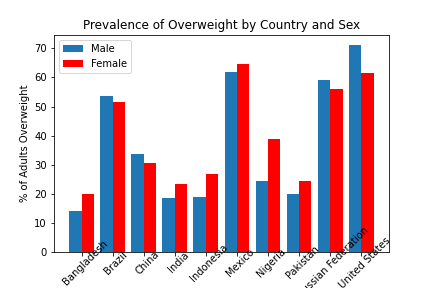 Prevalence of Overweight by Country and Sex
Male
Female
% of Adults Overweight
70
60
50
40
30
20
10
0
Bangladesh
Brazil
China
India
Indonesia
Mexico
Nigeria
Pakistan
ssian Federation
United States